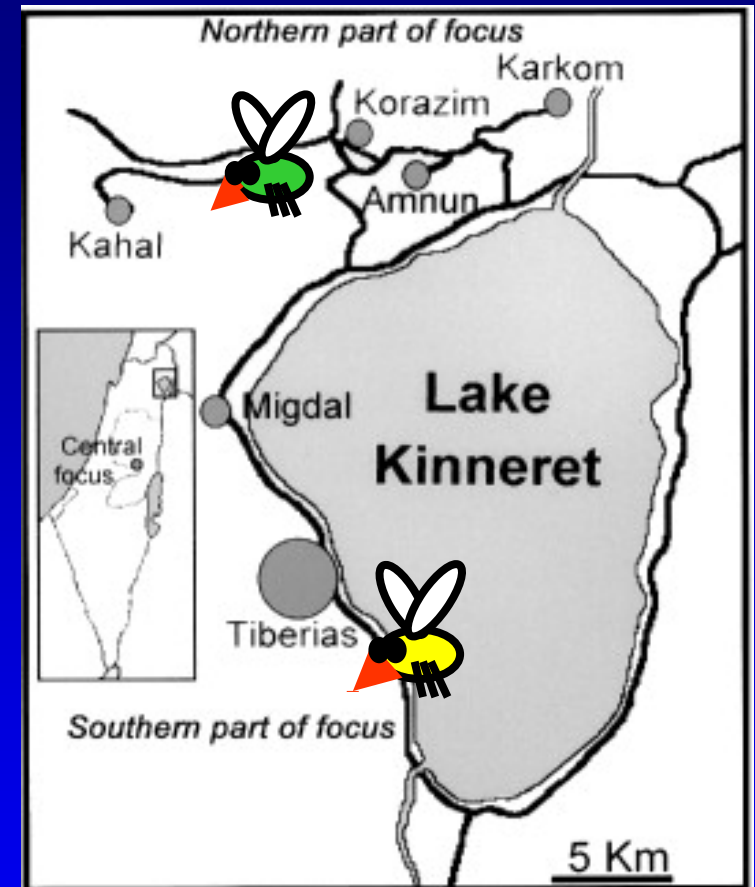 Northern part of focus
Karkom
Korazim
Amnun
Kahal
Lake
Kinneret
Migdal
Central
focus
Tiberias
Southern part of focus
5 Km